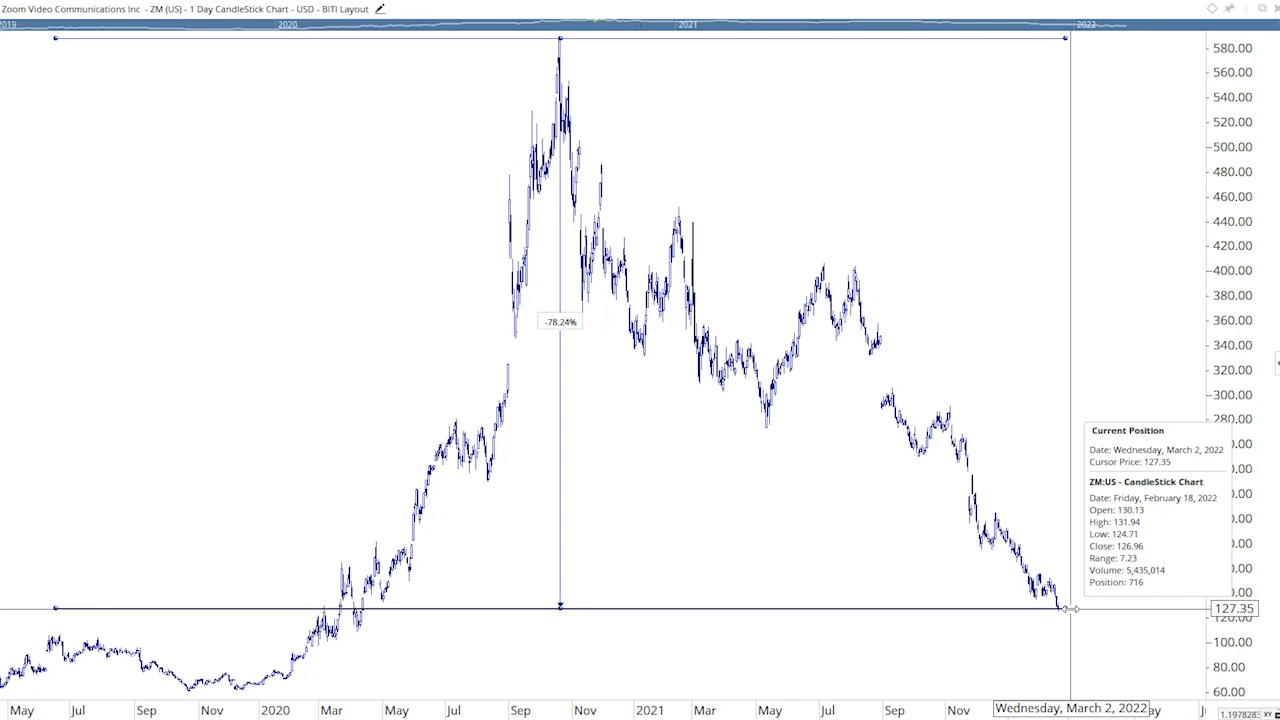 Zoom Video Communications Inc - ZM (US) - 1 Day CandleStick Chart - USD - BITI Layout
2019 2020 2021 2022
580.00
560.00
540.00
520.00
500.00
480.00
460.00
440.00
420.00
400.00
380.00
360.00
-78.24%
340.00
320.00
300.00
280.00
Current Position
Date: Wednesday, March 2, 2022
Cursor Price: 127.35
ZM:US - CandleStick Chart
Date: Friday, February 18, 2022
Open: 130.13
High: 131.94
Low: 124.71
Close: 126.96
Range: 7.23
Volume: 5,435,014
Position: 716
127.35
120.00
100.00
80.00
60.00
May Jul Sep Nov 2020 Mar May Jul Sep Nov 2021 Mar May Jul Sep Nov Wednesday, March 2, 2022
1.1978283 XY